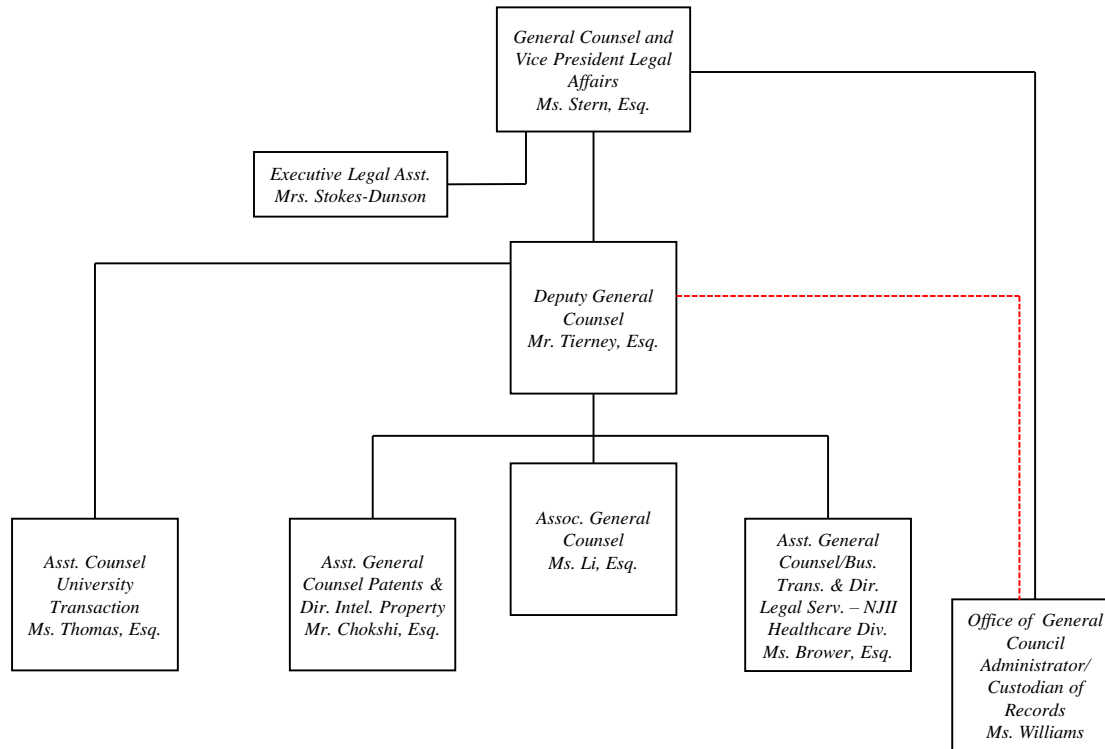 General Counsel and
Vice President Legal
Affairs
Ms. Stern, Esq.
Executive Legal Asst.
Mrs. Stokes-Dunson
Deputy General
Counsel
Mr. Tierney, Esq.
Asst. Counsel
University
Transaction
Ms. Thomas, Esq.
Asst. General
Counsel Patents &
Dir. Intel. Property
Mr. Chokshi, Esq.
Assoc. General
Counsel
Ms. Li, Esq.
Asst. General
Counsel/Bus.
Trans. & Dir.
Legal Serv. – NJII
Healthcare Div.
Ms. Brower, Esq.
Office of General
Council
Administrator/
Custodian of
Records
Ms. Williams